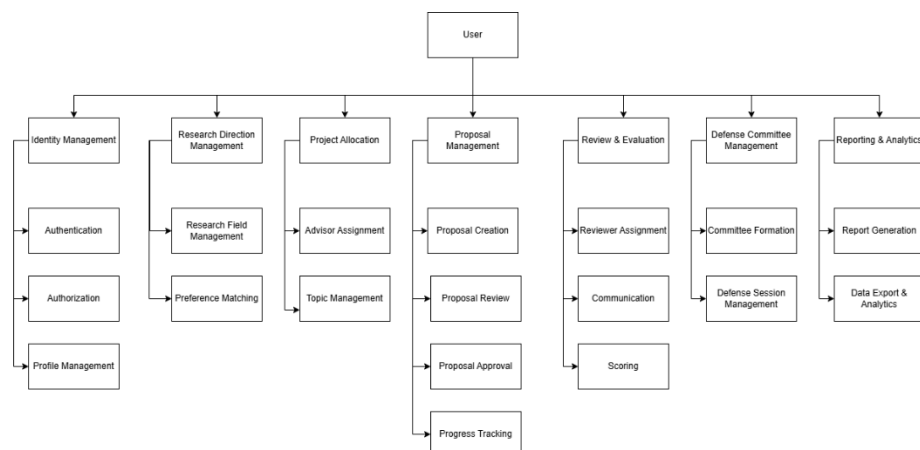 User
Identity Management
Research Direction
Management
Project Allocation
Proposal
Management
Review & Evaluation
Defense Committee
Management
Reporting & Analytics
Authentication
Research Field
Management
Advisor Assignment
Proposal Creation
Reviewer Assignment
Committee Formation
Report Generation
Authorization
Preference Matching
Topic Management
Proposal Review
Communication
Defense Session
Management
Data Export &
Analytics
Profile Management
Proposal Approval
Scoring
Progress Tracking